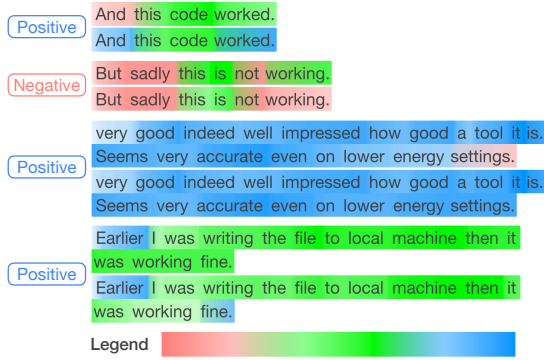 Positive
And this code worked.
And this code worked.
Negative
But sadly this is not working.
But sadly this is not working.
Positive
very good indeed well impressed how good a tool it is.
Seems very accurate even on lower energy settings.
very good indeed well impressed how good a tool it is.
Seems very accurate even on lower energy settings.
Positive
Earlier I was writing the file to local machine then it
was working fine.
Earlier I was writing the file to local machine then it
was working fine.
Legend